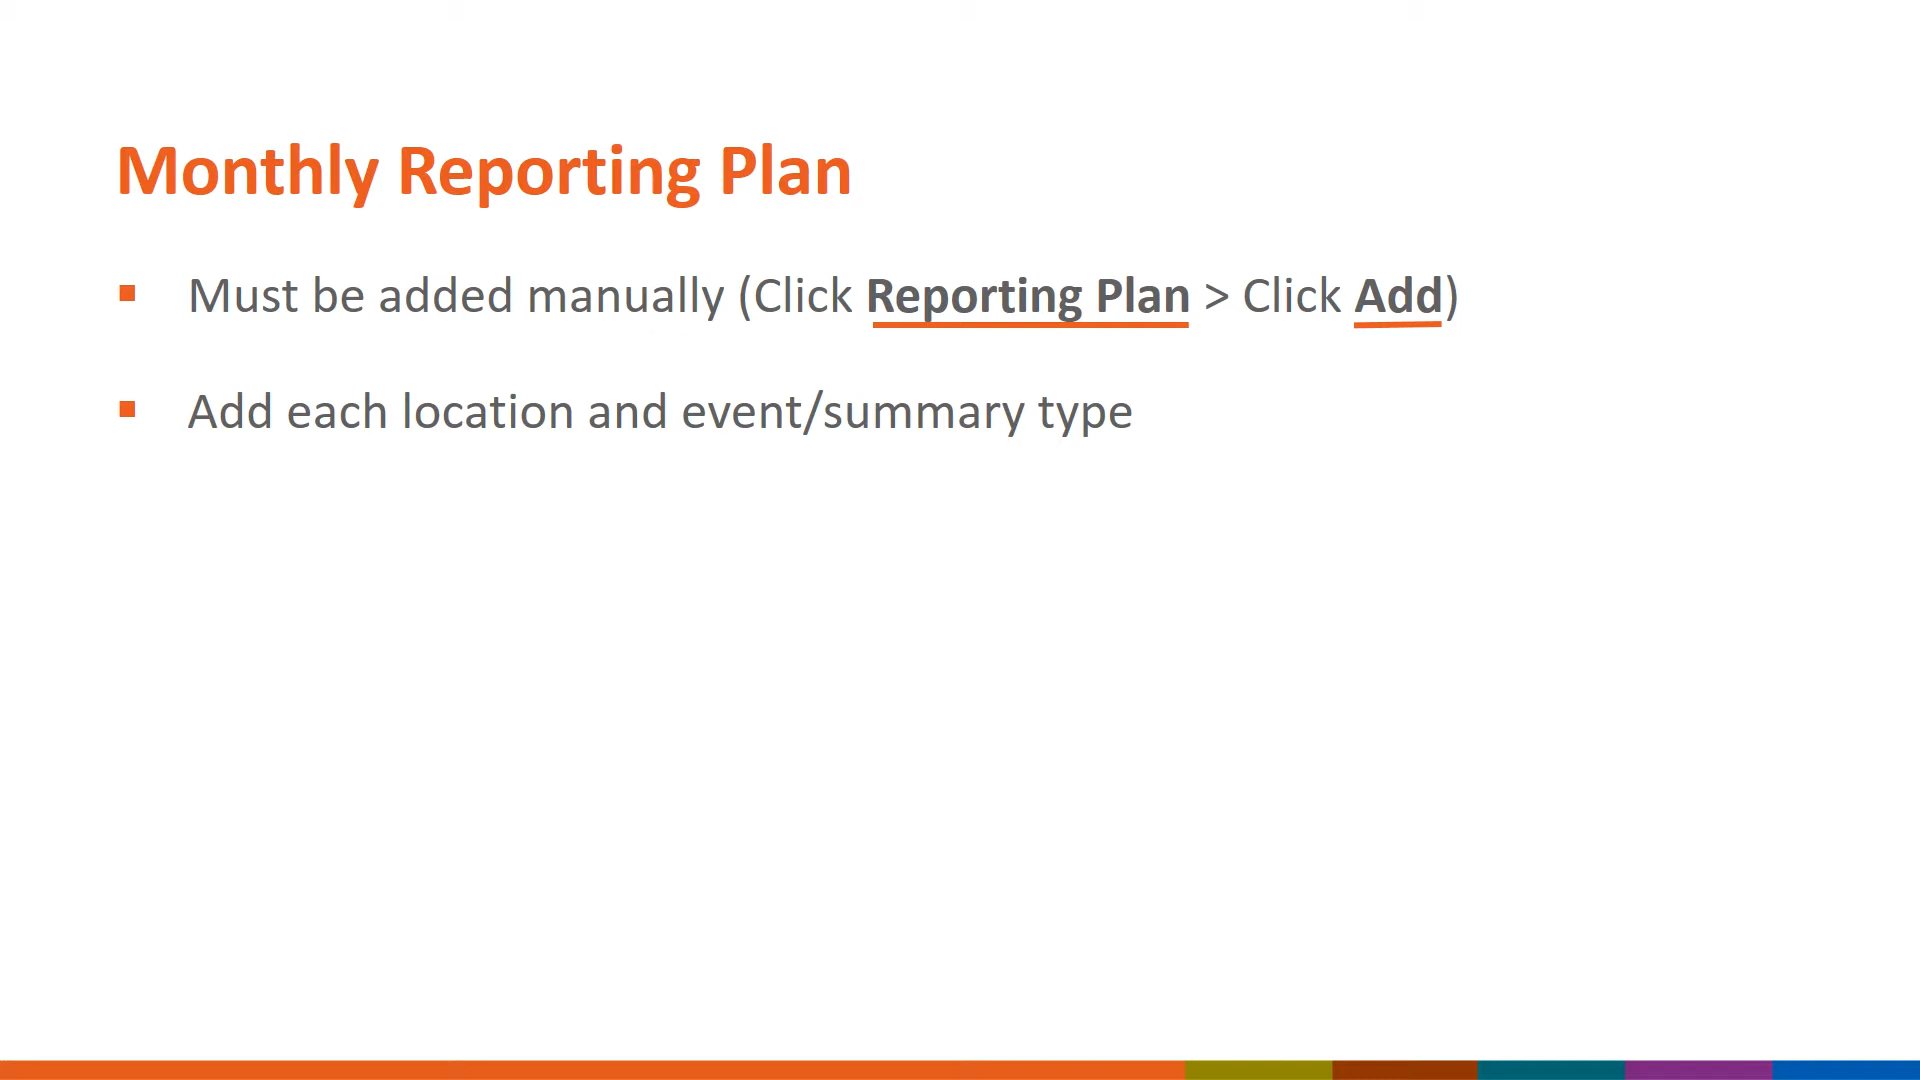 Monthly Reporting Plan
Must be added manually (Click Reporting Plan > Click Add)
Add each location and event/summary type